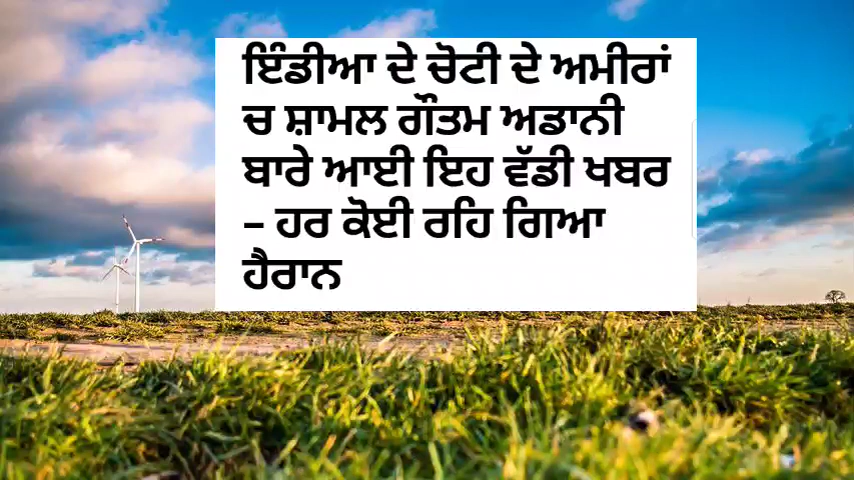 ਇੰਡੀਆ ਦੇ ਚੋਟੀ ਦੇ ਅਮੀਰਾਂ
ਚ ਸ਼ਾਮਲ ਗੌਤਮ ਅਡਾਨੀ
ਬਾਰੇ ਆਈ ਇਹ ਵੱਡੀ ਖਬਰ
– ਹਰ ਕੋਈ ਰਹਿ ਗਿਆ
ਹੈਰਾਨ